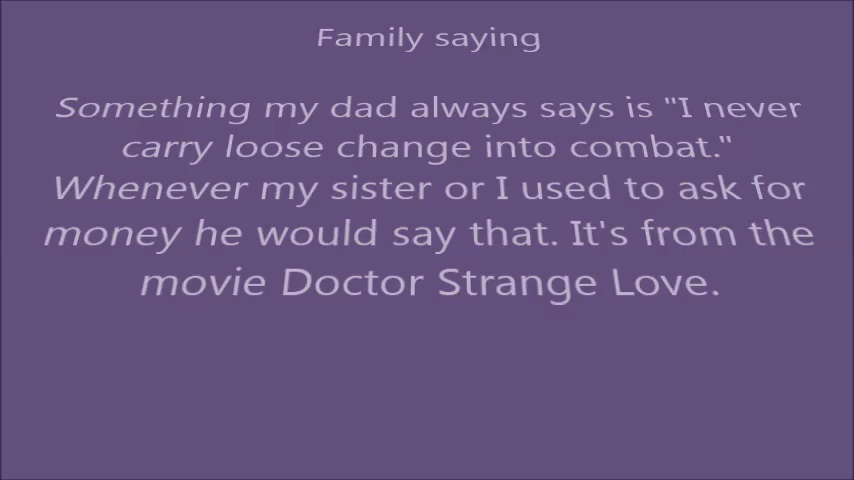 Family saying
Something my dad always says is "I never
carry loose change into combat."
Whenever my sister or I used to ask for
money he would say that. It's from the
movie Doctor Strange Love.